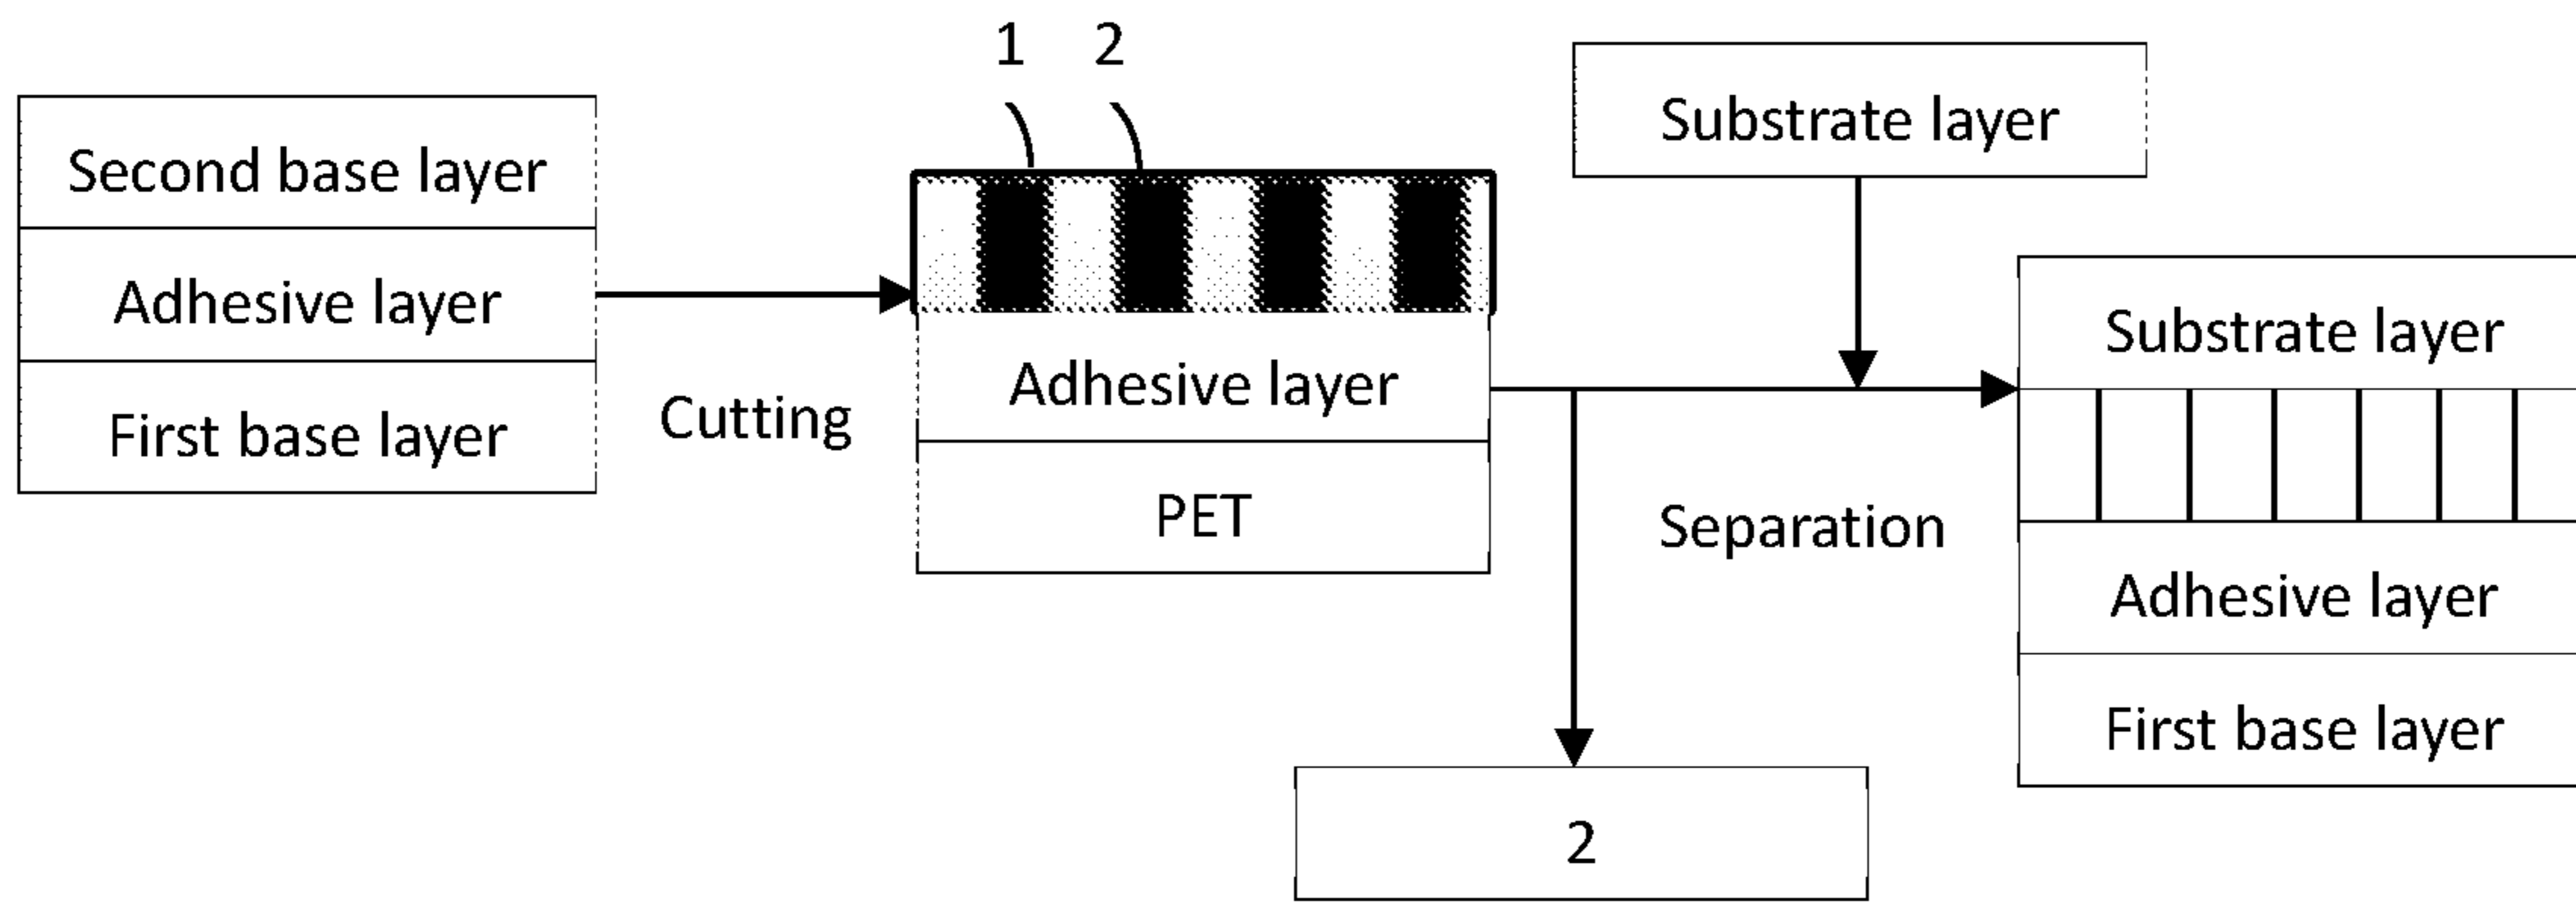 1 2
Second base layer
Adhesive layer
First base layer
Cutting
Adhesive layer
PET
Substrate layer
Separation
2
Substrate layer
Adhesive layer
First base layer